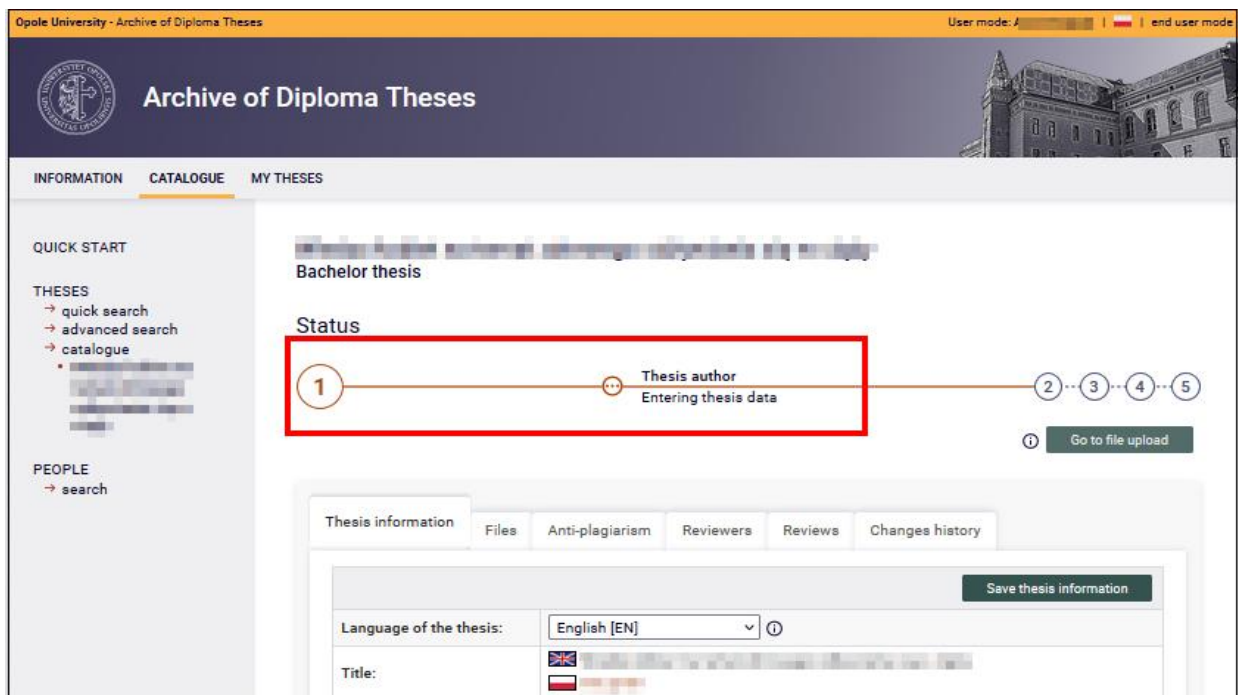 Opole University - Archive of Diploma Theses
User mode: | end user mode
Archive of Diploma Theses
INFORMATION CATALOGUE MY THESES
QUICK START
THESES
→ quick search
→ advanced search
→ catalogue
PEOPLE
→ search
Bachelor thesis
Status
1
Thesis author
Entering thesis data
2 3 4 5
Go to file upload
Thesis information Files Anti-plagiarism Reviewers Reviews Changes history
Save thesis information
Language of the thesis: English [EN]
Title: